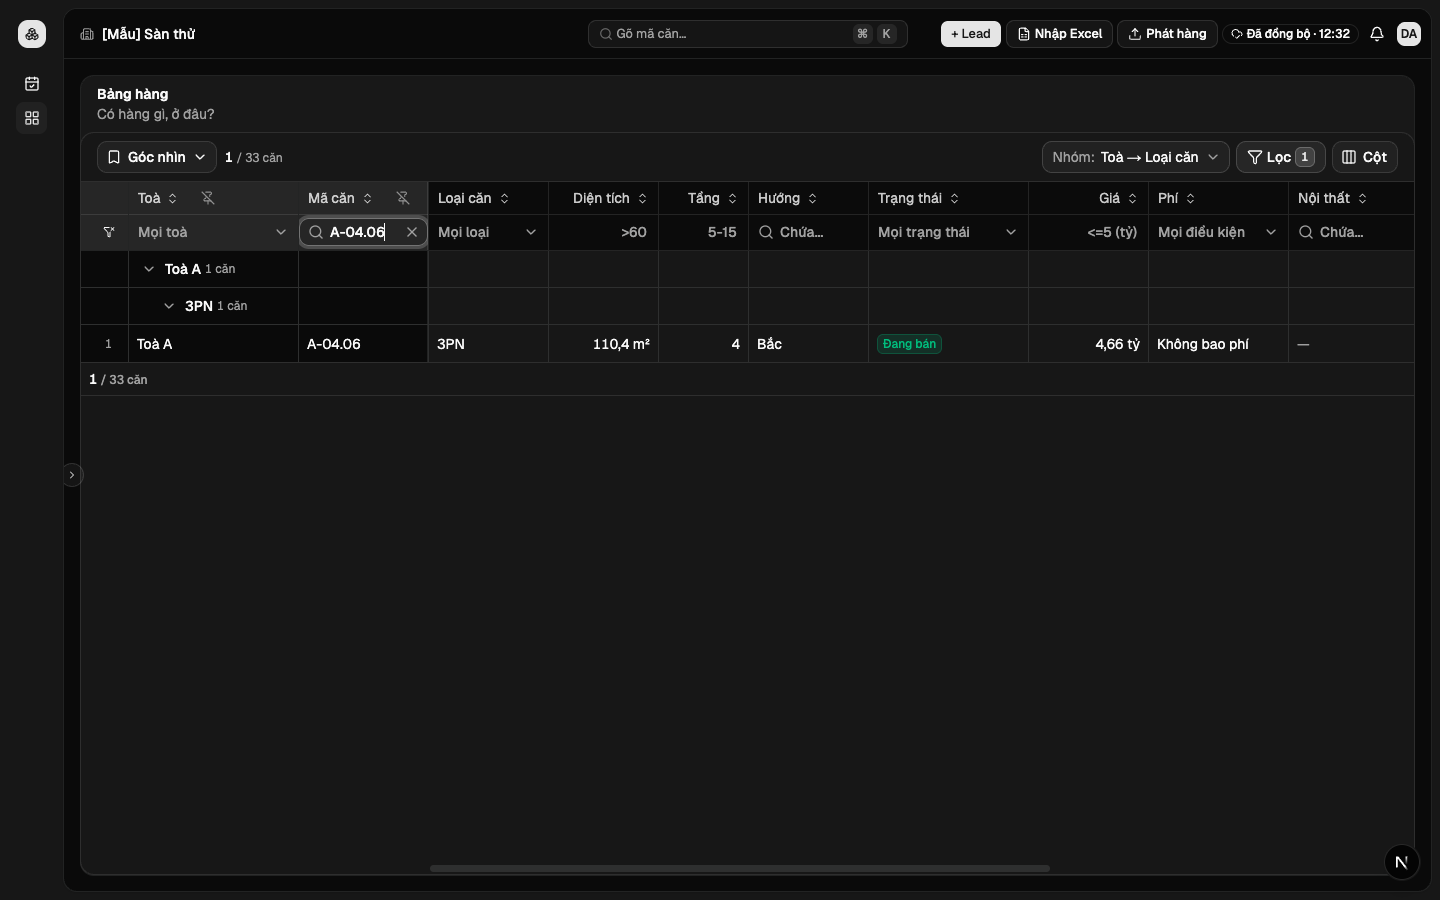 [Mẫu] Sàn thử
Gõ mã căn... ⌘ K
+ Lead
Nhập Excel
Phát hàng
Đã đồng bộ · 12:32
DA
Bảng hàng
Có hàng gì, ở đâu?
Góc nhìn
1 / 33 căn
Nhóm: Toà → Loại căn
Lọc 1
Cột
Toà Mã căn Loại căn Diện tích Tầng Hướng Trạng thái Giá Phí Nội thất
Mọi toà A-04.06 Mọi loại >60 5-15 Chứa... Mọi trạng thái <=5 (tỷ) Mọi điều kiện Chứa...
Toà A 1 căn
3PN 1 căn
1 Toà A A-04.06 3PN 110,4 m² 4 Bắc Đang bán 4,66 tỷ Không bao phí —
1 / 33 căn
N